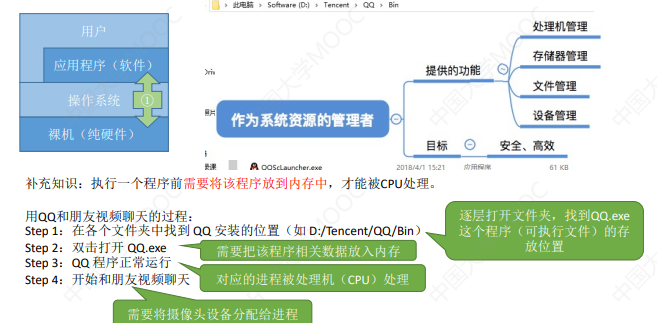 此电脑 › Software (D:) › Tencent › QQ › Bin
用户
应用程序（软件）
操作系统
①
裸机（纯硬件）
作为系统资源的管理者
提供的功能
处理机管理
存储器管理
文件管理
设备管理
目标
安全、高效
QQScLauncher.exe
2018/4/1 15:21
应用程序
61 KB
补充知识：执行一个程序前需要将该程序放到内存中，才能被CPU处理。
用QQ和朋友视频聊天的过程：
Step 1：在各个文件夹中找到 QQ 安装的位置（如 D:/Tencent/QQ/Bin）
逐层打开文件夹，找到QQ.exe
这个程序（可执行文件）的存
放位置
Step 2：双击打开 QQ.exe
需要把该程序相关数据放入内存
Step 3：QQ 程序正常运行
对应的进程被处理机（CPU）处理
Step 4：开始和朋友视频聊天
需要将摄像头设备分配给进程
中国大学MOOC